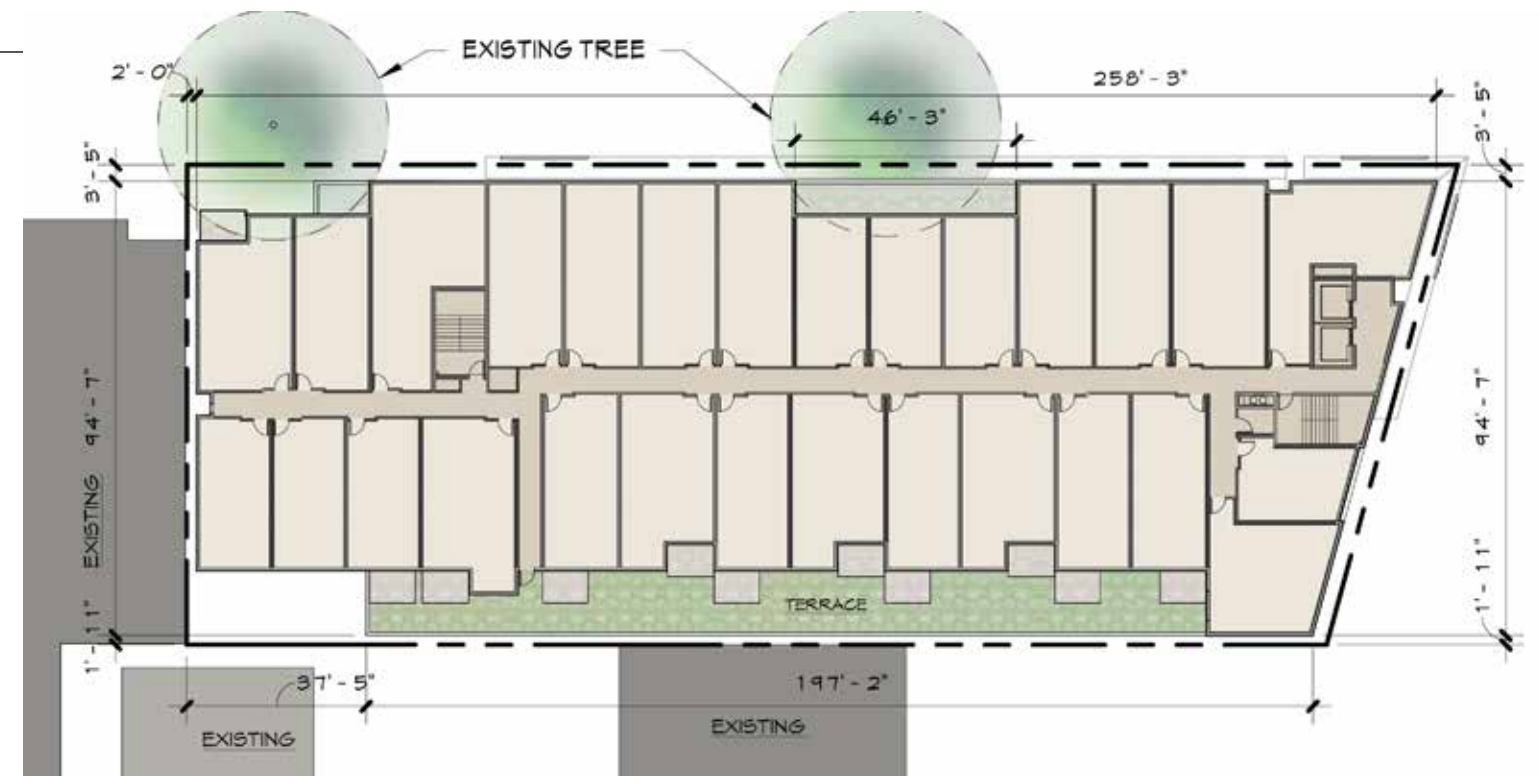 EXISTING TREE
2' - 0"
258' - 3"
3' - 5"
46' - 3"
3' - 5"
94' - 7"
94' - 7"
EXISTING
TERRACE
1' - 11"
1' - 11"
37' - 5"
197' - 2"
EXISTING
EXISTING